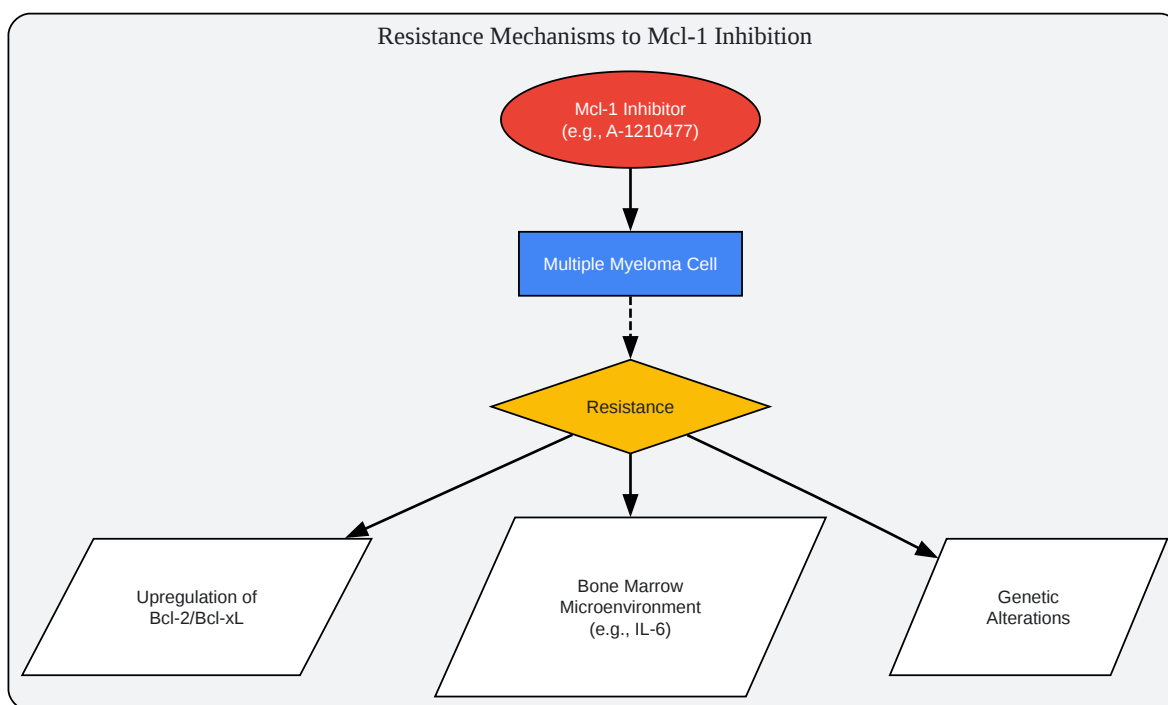 Resistance Mechanisms to Mcl-1 Inhibition
Mcl-1 Inhibitor
(e.g., A-1210477)
Multiple Myeloma Cell
Resistance
Upregulation of
Bcl-2/Bcl-xL
Bone Marrow
Microenvironment
(e.g., IL-6)
Genetic
Alterations